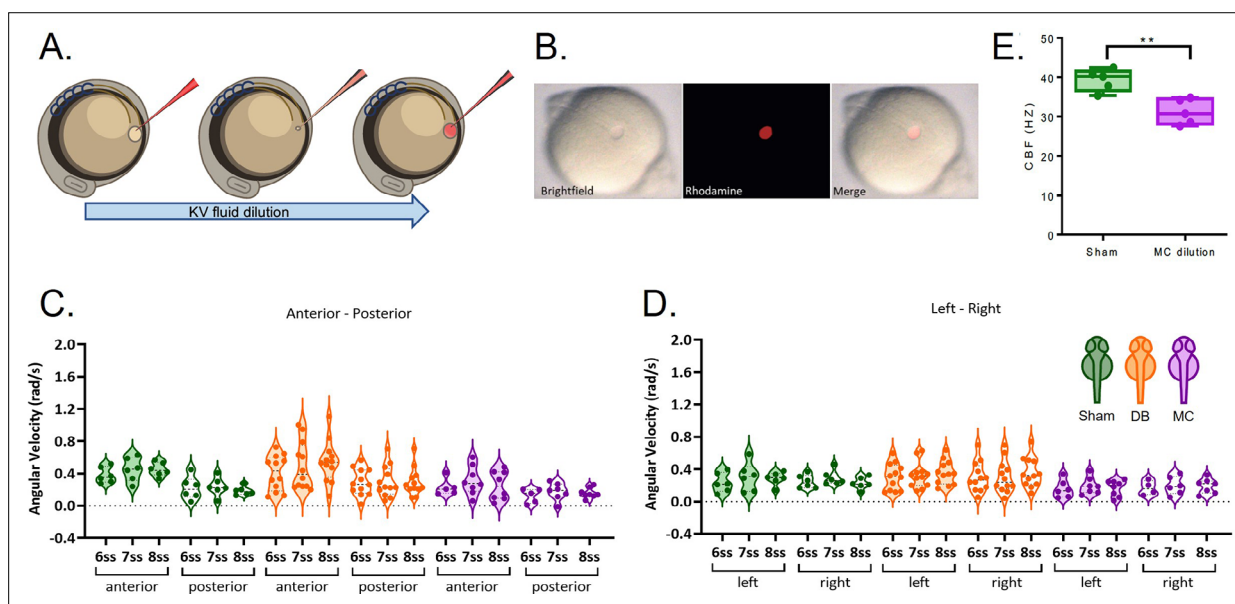 A.
KV fluid dilution
B.
Brightfield
Rhodamine
Merge
E.
**
50
40
30
20
10
0
CBF (HZ)
Sham
MC dilution
C.
Anterior - Posterior
Angular Velocity (rad/s)
2.0
1.6
1.2
0.8
0.4
0.0
-0.4
6ss 7ss 8ss 6ss 7ss 8ss 6ss 7ss 8ss 6ss 7ss 8ss 6ss 7ss 8ss 6ss 7ss 8ss
anterior posterior anterior posterior anterior posterior
D.
Left - Right
Angular Velocity (rad/s)
2.0
1.6
1.2
0.8
0.4
0.0
-0.4
Sham DB MC
6ss 7ss 8ss 6ss 7ss 8ss 6ss 7ss 8ss 6ss 7ss 8ss 6ss 7ss 8ss 6ss 7ss 8ss
left right left right left right